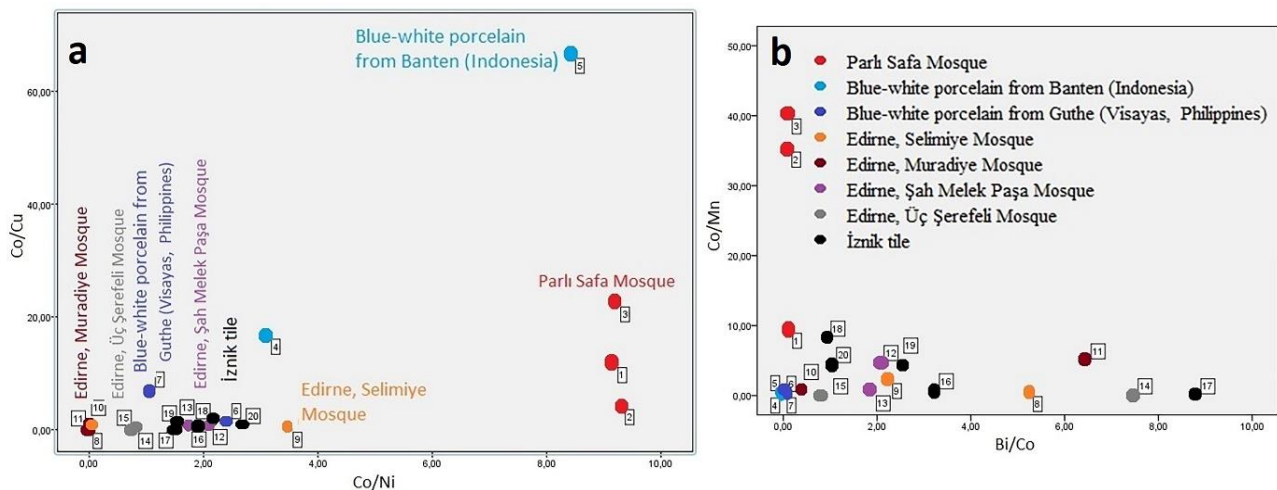 a
Blue-white porcelain
from Banten (Indonesia)
5
60,00
40,00
20,00
0,00
Co/Cu
Edirne, Muradiye Mosque
Edirne, Üç Şerefeli Mosque
Blue-white porcelain from
Guthe (Visayas, Philippines)
Edirne, Şah Melek Paşa Mosque
İznik tile
Parlı Safa Mosque
3
1
2
4
7
Edirne, Selimiye
Mosque
11
10
15
19
13
18
6
20
8
14
17
16
12
9
0,00
2,00
4,00
6,00
8,00
10,00
Co/Ni
b
50,00
40,00
30,00
20,00
10,00
0,00
Co/Mn
Parlı Safa Mosque
Blue-white porcelain from Banten (Indonesia)
Blue-white porcelain from Guthe (Visayas, Philippines)
Edirne, Selimiye Mosque
Edirne, Muradiye Mosque
Edirne, Şah Melek Paşa Mosque
Edirne, Üç Şerefeli Mosque
İznik tile
3
2
1
18
20
12
19
11
5
6
10
15
9
16
14
17
4
7
13
8
0,00
2,00
4,00
6,00
8,00
10,00
Bi/Co